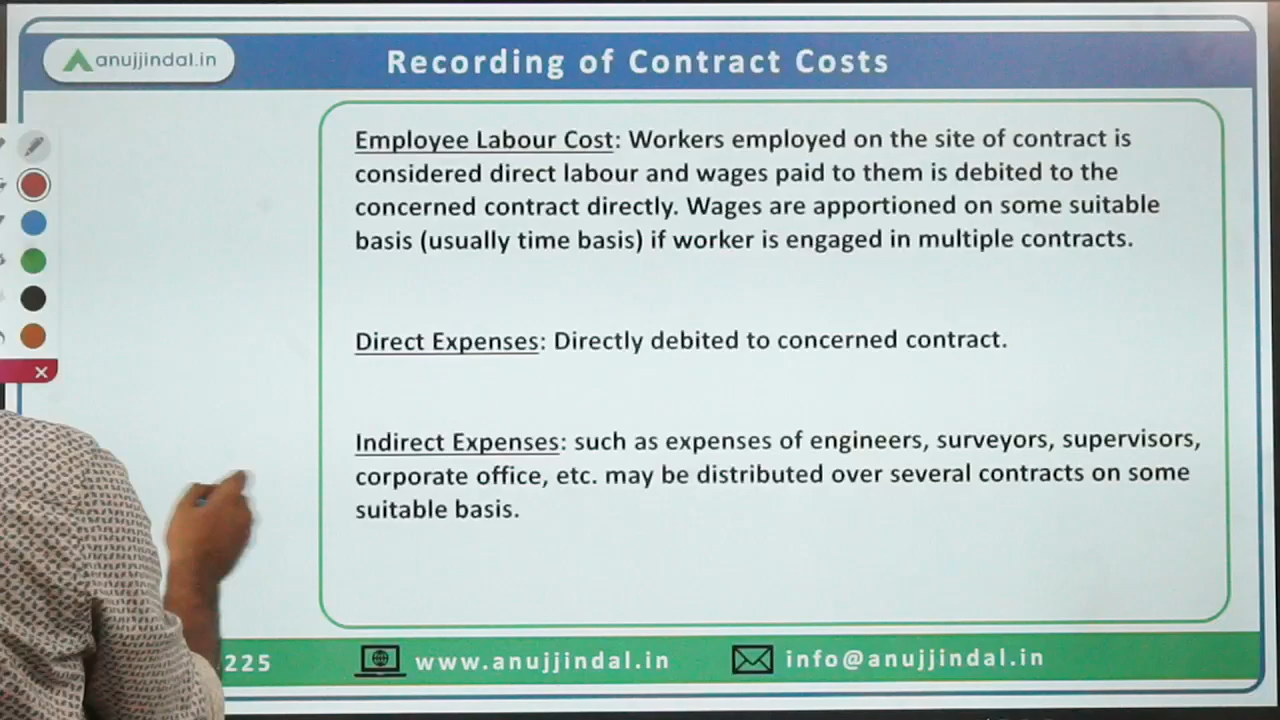 anujjindal.in
Recording of Contract Costs
Employee Labour Cost: Workers employed on the site of contract is
considered direct labour and wages paid to them is debited to the
concerned contract directly. Wages are apportioned on some suitable
basis (usually time basis) if worker is engaged in multiple contracts.
Direct Expenses: Directly debited to concerned contract.
Indirect Expenses: such as expenses of engineers, surveyors, supervisors,
corporate office, etc. may be distributed over several contracts on some
suitable basis.
225
www.anujjindal.in
info@anujjindal.in